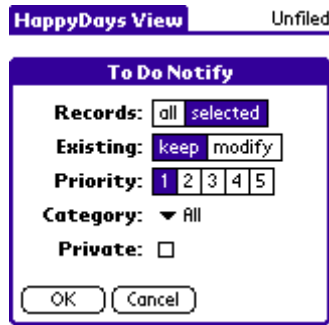 HappyDays View Unfiled
To Do Notify
Records: all selected
Existing: keep modify
Priority: 1 2 3 4 5
Category: All
Private:
OK Cancel